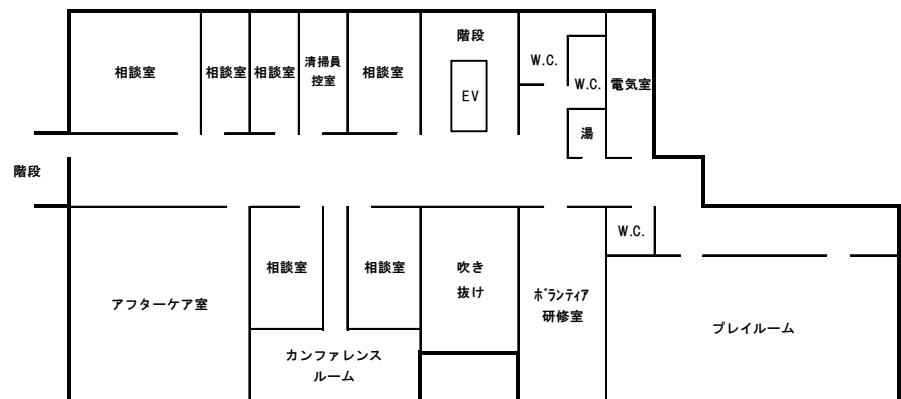 階段
清掃員
W.C.
相談室
相談室
相談室
控室
相談室
EV
W.C.
電気室
湯
階段
W.C.
相談室
相談室
吹き
抜け
アフターケア室
ﾎﾞﾗﾝﾃｨｱ
研修室
プレイルーム
カンファレンス
ルーム